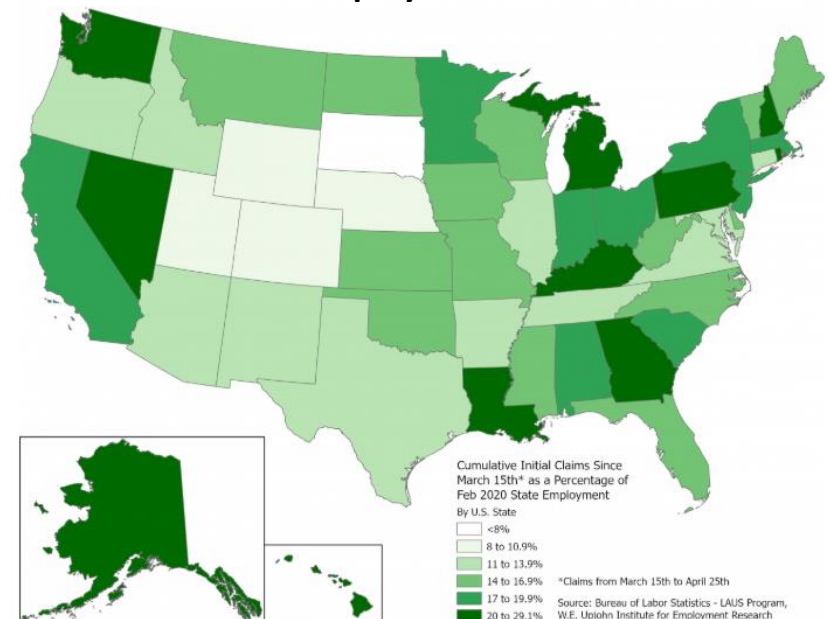 Cumulative Initial Claims Since
March 15th* as a Percentage of
Feb 2020 State Employment
By U.S. State
<8%
8 to 10.9%
11 to 13.9%
14 to 16.9%
17 to 19.9%
20 to 29.1%
*Claims from March 15th to April 25th
Source: Bureau of Labor Statistics - LAUS Program,
W.E. Upjohn Institute for Employment Research